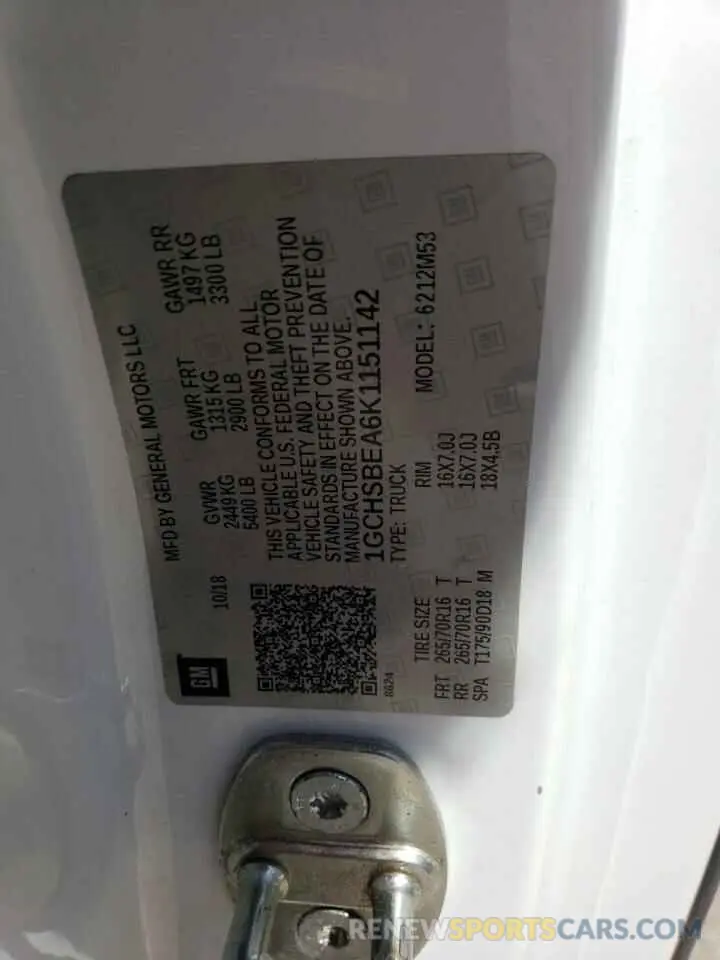 MFD BY GENERAL MOTORS LLC
10/18 GVWR GAWR FRT GAWR RR
2449 KG 1315 KG 1497 KG
5400 LB 2900 LB 3300 LB
THIS VEHICLE CONFORMS TO ALL
APPLICABLE U.S. FEDERAL MOTOR
VEHICLE SAFETY AND THEFT PREVENTION
STANDARDS IN EFFECT ON THE DATE OF
MANUFACTURE SHOWN ABOVE.
1GCHSBEA6K1151142
TYPE: TRUCK MODEL: 6212M53
GM
8624
TIRE SIZE RIM
FRT 265/70R16 T 16X7.0J
RR 265/70R16 T 16X7.0J
SPA T175/90D18 M 18X4.5B
RENEWSPORTSCARS.COM